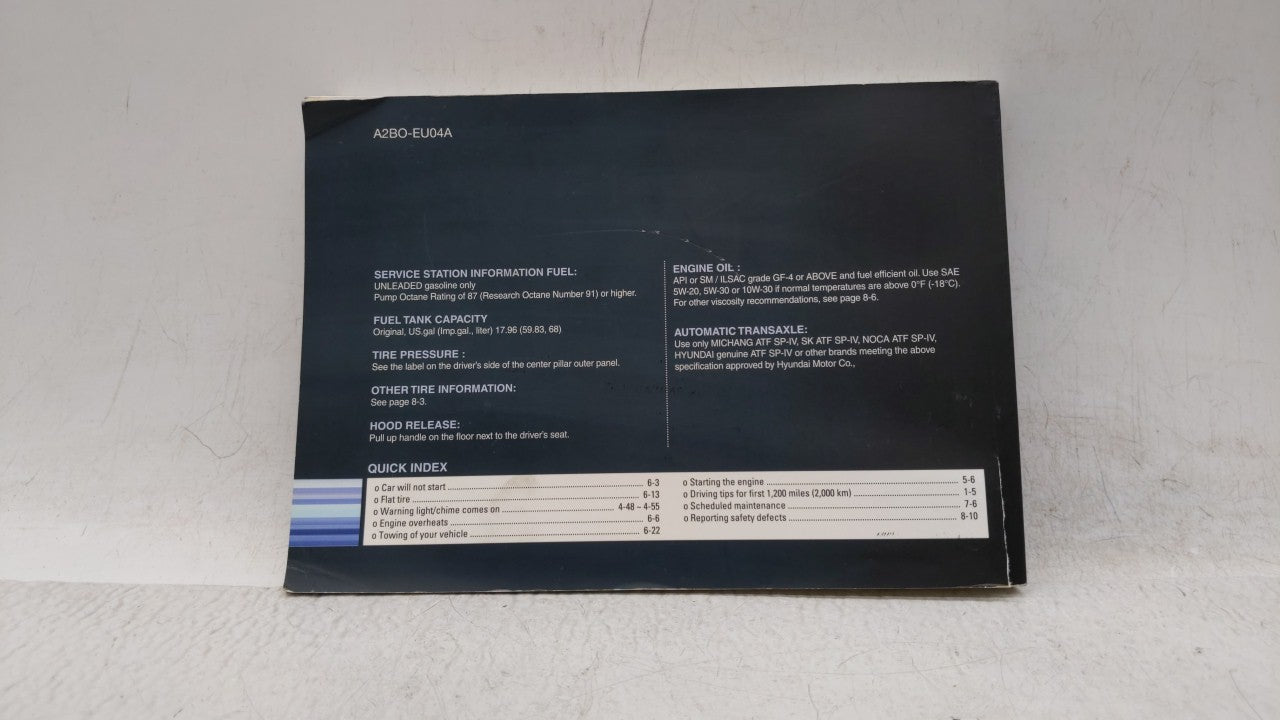 A2BO-EU04A
SERVICE STATION INFORMATION FUEL:
UNLEADED gasoline only
Pump Octane Rating of 87 (Research Octane Number 91) or higher.
FUEL TANK CAPACITY
Original, US.gal (Imp.gal., liter) 17.96 (59.83, 68)
TIRE PRESSURE :
See the label on the driver's side of the center pillar outer panel.
OTHER TIRE INFORMATION:
See page 8-3.
HOOD RELEASE:
Pull up handle on the floor next to the driver's seat.
ENGINE OIL :
API or SM / ILSAC grade GF-4 or ABOVE and fuel efficient oil. Use SAE
5W-20, 5W-30 or 10W-30 if normal temperatures are above 0°F (-18°C).
For other viscosity recommendations, see page 8-6.
AUTOMATIC TRANSAXLE:
Use only MICHANG ATF SP-IV, SK ATF SP-IV, NOCA ATF SP-IV,
HYUNDAI genuine ATF SP-IV or other brands meeting the above
specification approved by Hyundai Motor Co.,
QUICK INDEX
o Car will not start 6-3
o Flat tire 6-13
o Warning light/chime comes on 4-48 ~ 4-55
o Engine overheats 6-6
o Towing of your vehicle 6-22
o Starting the engine 5-6
o Driving tips for first 1,200 miles (2,000 km) 1-5
o Scheduled maintenance 7-6
o Reporting safety defects 8-10